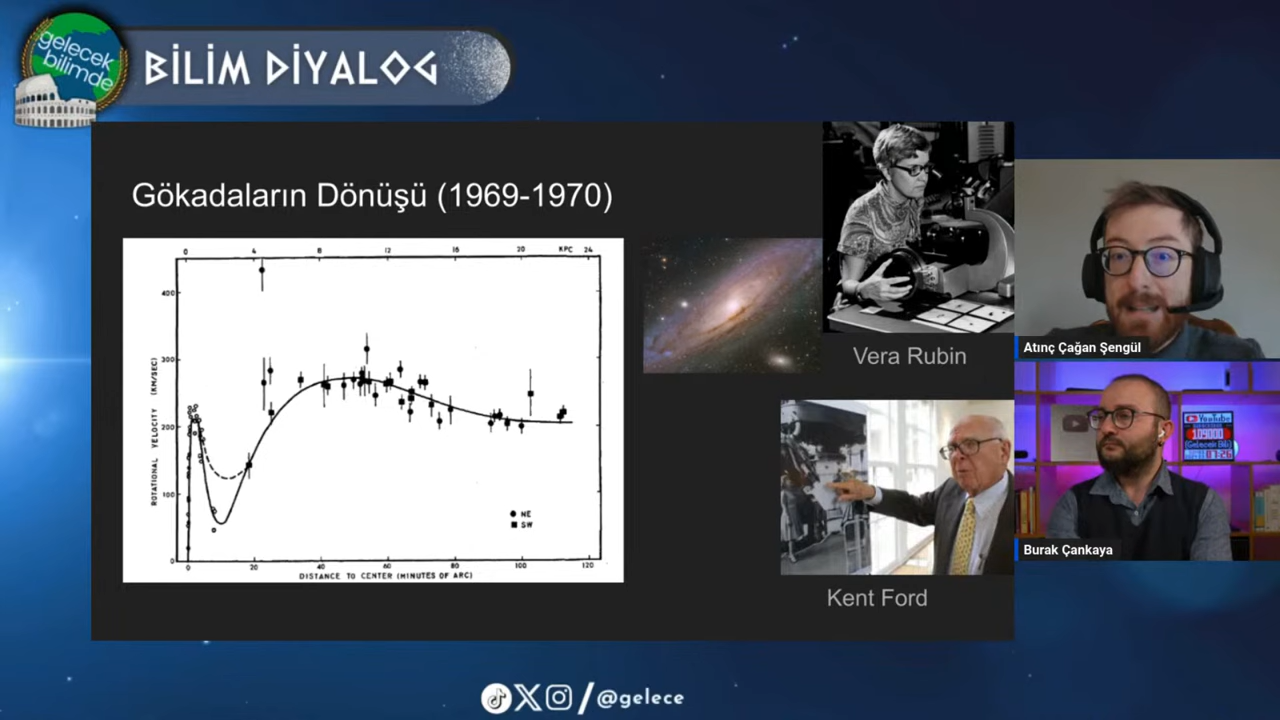 gelecek
bilimde
BİLİM DİYALOG
Gökadaların Dönüşü (1969-1970)
0 4 8 12 16 20 KPC 24
400
300
200
100
0
ROTATIONAL VELOCITY (KM/SEC)
NE
SW
0 20 40 60 80 100 120
DISTANCE TO CENTER (MINUTES OF ARC)
Vera Rubin
Kent Ford
Atınç Çağan Şengül
YouTube
109000
Burak Çankaya
/@gelece